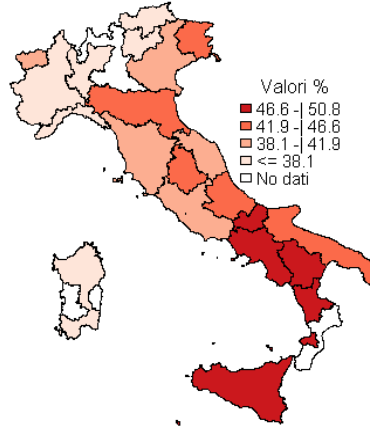 Valori %
46.6 -| 50.8
41.9 -| 46.6
38.1 -| 41.9
<= 38.1
No dati